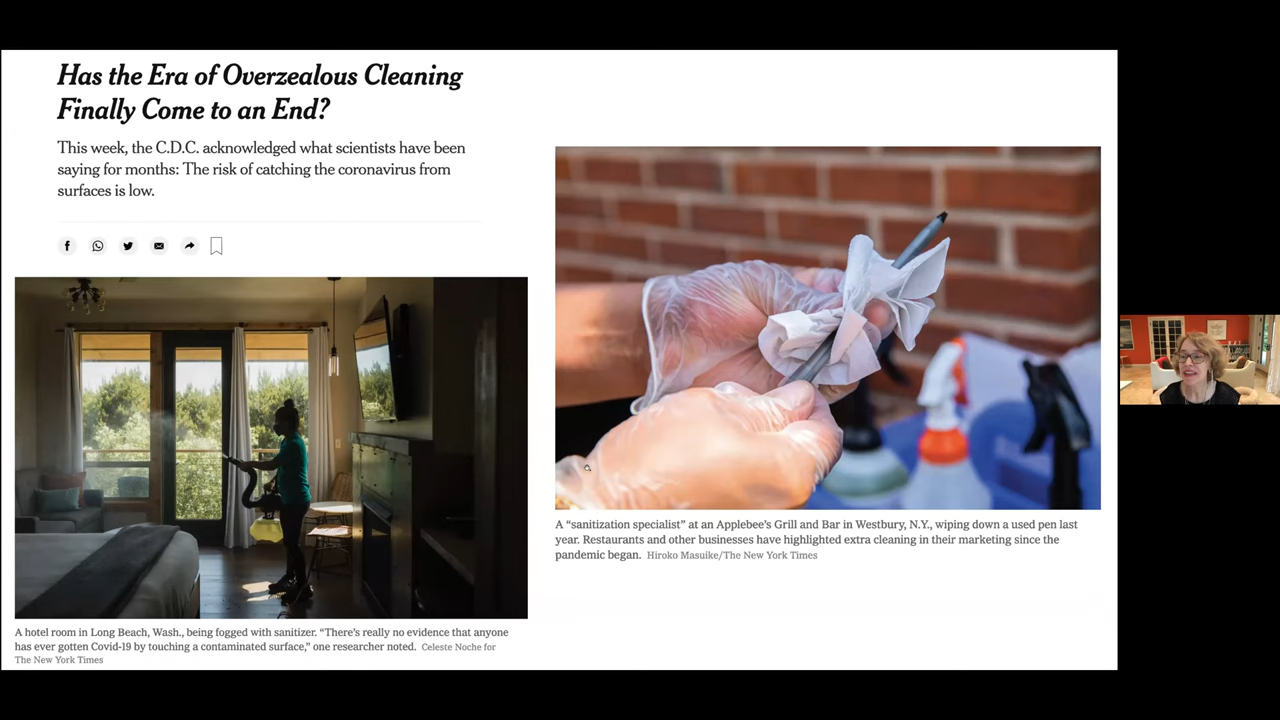 Has the Era of Overzealous Cleaning
Finally Come to an End?
This week, the C.D.C. acknowledged what scientists have been
saying for months: The risk of catching the coronavirus from
surfaces is low.
A hotel room in Long Beach, Wash., being fogged with sanitizer. “There’s really no evidence that anyone
has ever gotten Covid-19 by touching a contaminated surface,” one researcher noted. Celeste Noche for
The New York Times
A “sanitization specialist” at an Applebee’s Grill and Bar in Westbury, N.Y., wiping down a used pen last
year. Restaurants and other businesses have highlighted extra cleaning in their marketing since the
pandemic began. Hiroko Masuike/The New York Times